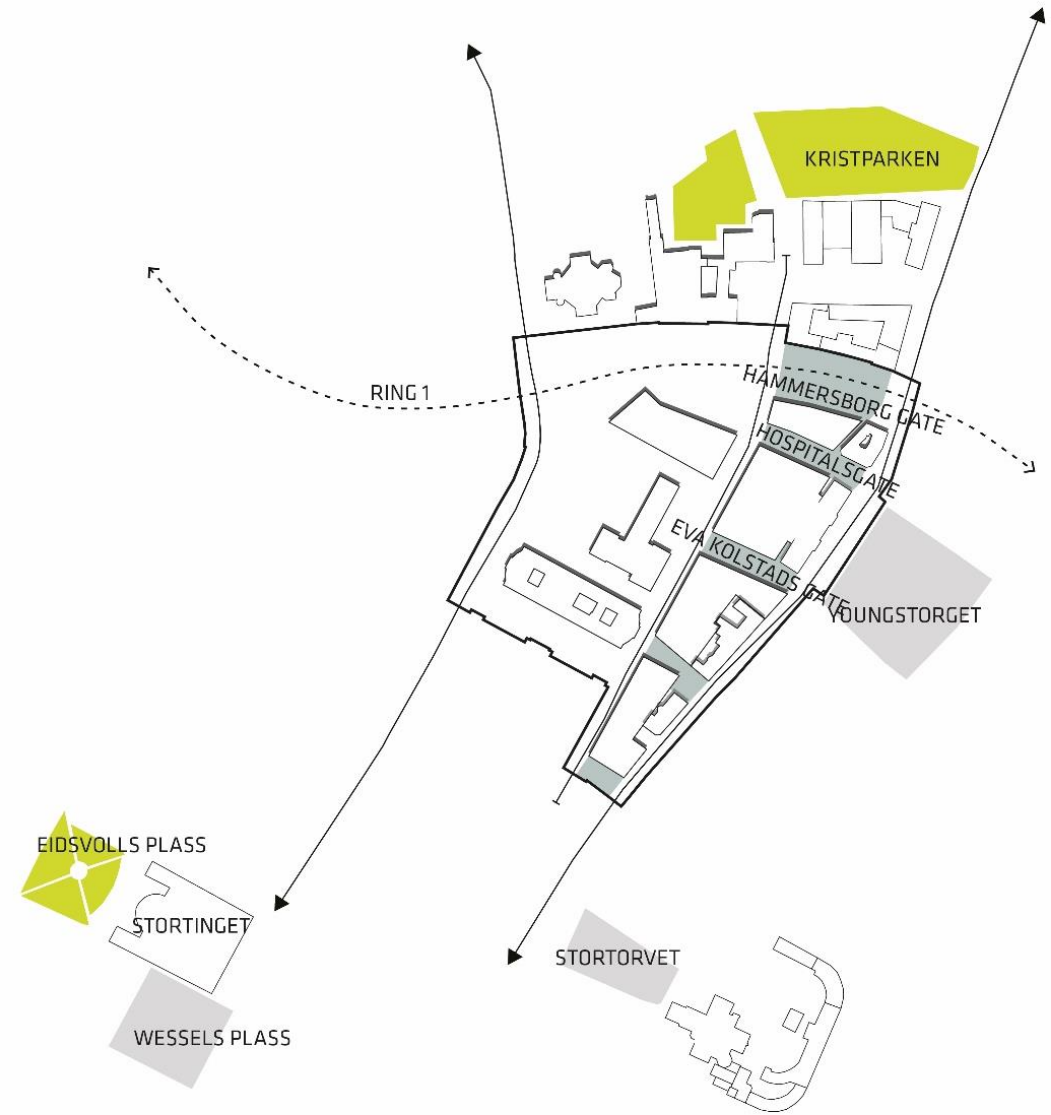 KRISTPARKEN
RING 1
HAMMERSBORG GATE
HOSPITALSGATE
EVA KOLSTADS GATE
YOUNGSTORGET
EIDSVOLLS PLASS
STORTINGET
STORTORVET
WESSELS PLASS